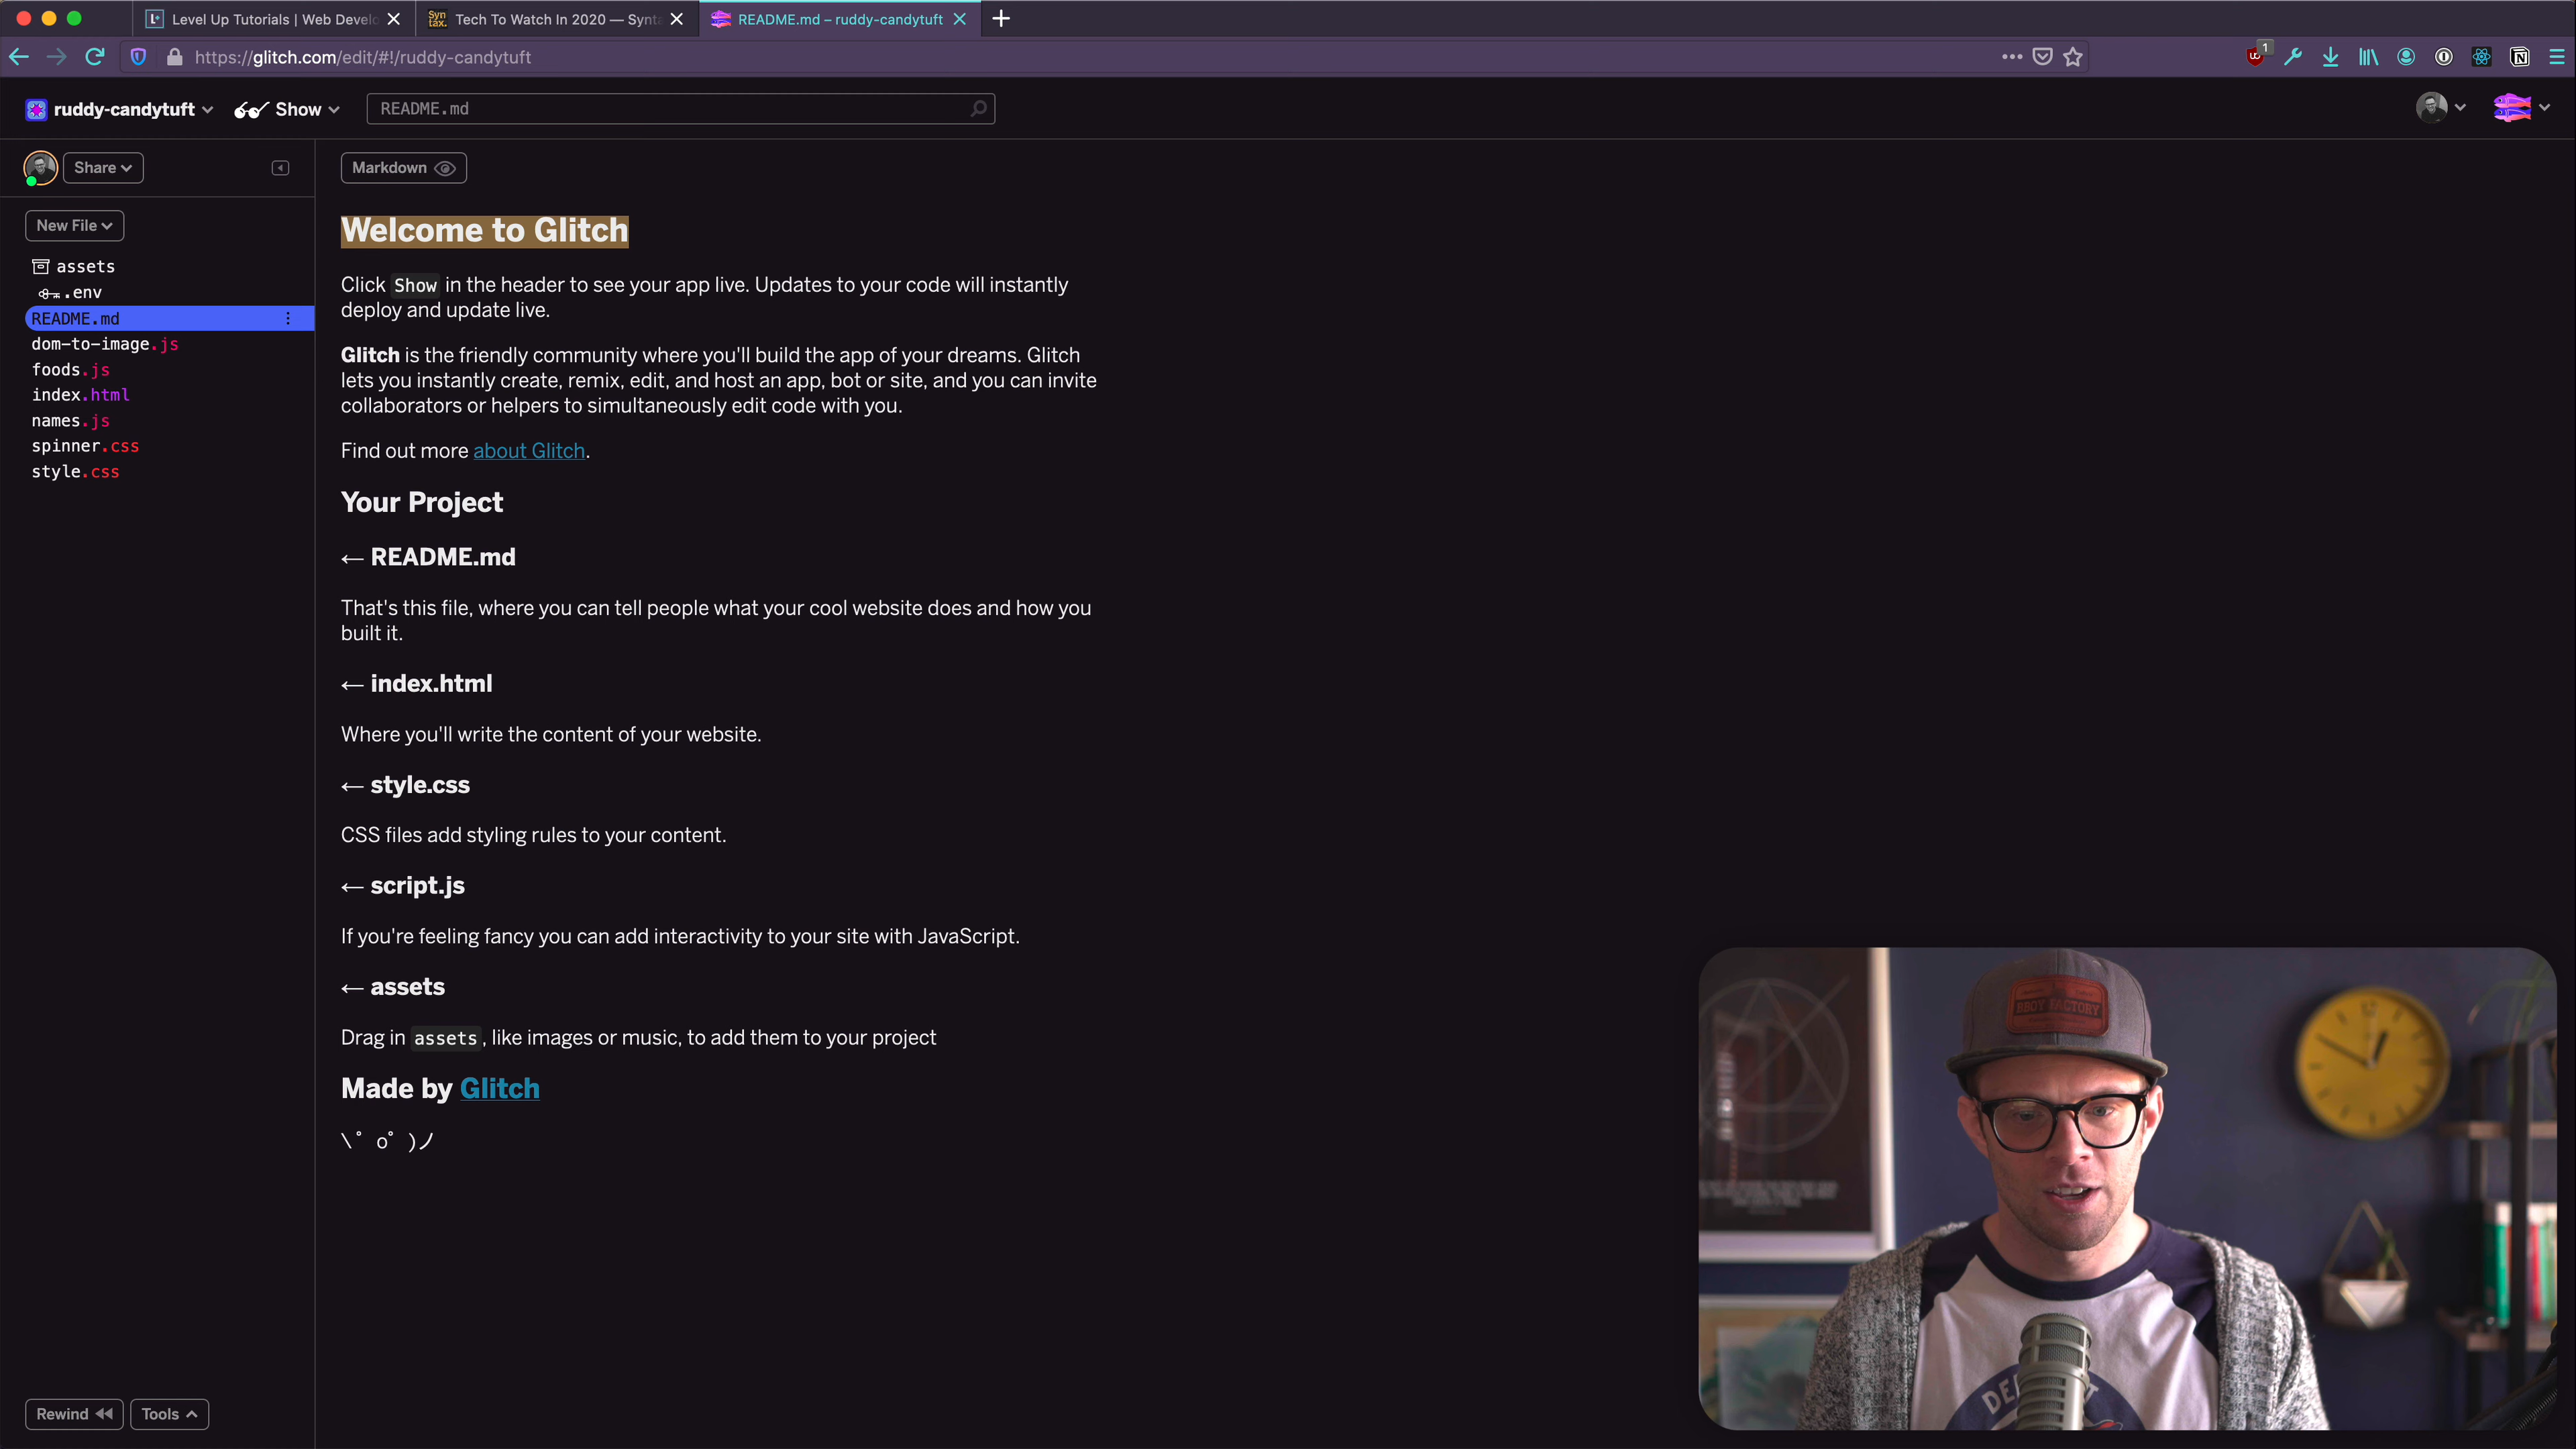 Level Up Tutorials | Web Develo
Tech To Watch In 2020 — Synta
README.md – ruddy-candytuft
https://glitch.com/edit/#!/ruddy-candytuft
1
ruddy-candytuft
Show
README.md
Share
Markdown
New File
assets
.env
README.md
dom-to-image.js
foods.js
index.html
names.js
spinner.css
style.css
Welcome to Glitch
Click Show in the header to see your app live. Updates to your code will instantly
deploy and update live.
Glitch is the friendly community where you'll build the app of your dreams. Glitch
lets you instantly create, remix, edit, and host an app, bot or site, and you can invite
collaborators or helpers to simultaneously edit code with you.
Find out more about Glitch.
Your Project
← README.md
That's this file, where you can tell people what your cool website does and how you
built it.
← index.html
Where you'll write the content of your website.
← style.css
CSS files add styling rules to your content.
← script.js
If you're feeling fancy you can add interactivity to your site with JavaScript.
← assets
Drag in assets, like images or music, to add them to your project
Made by Glitch
\ ゜o゜)ノ
BBOY FACTORY
Rewind
Tools